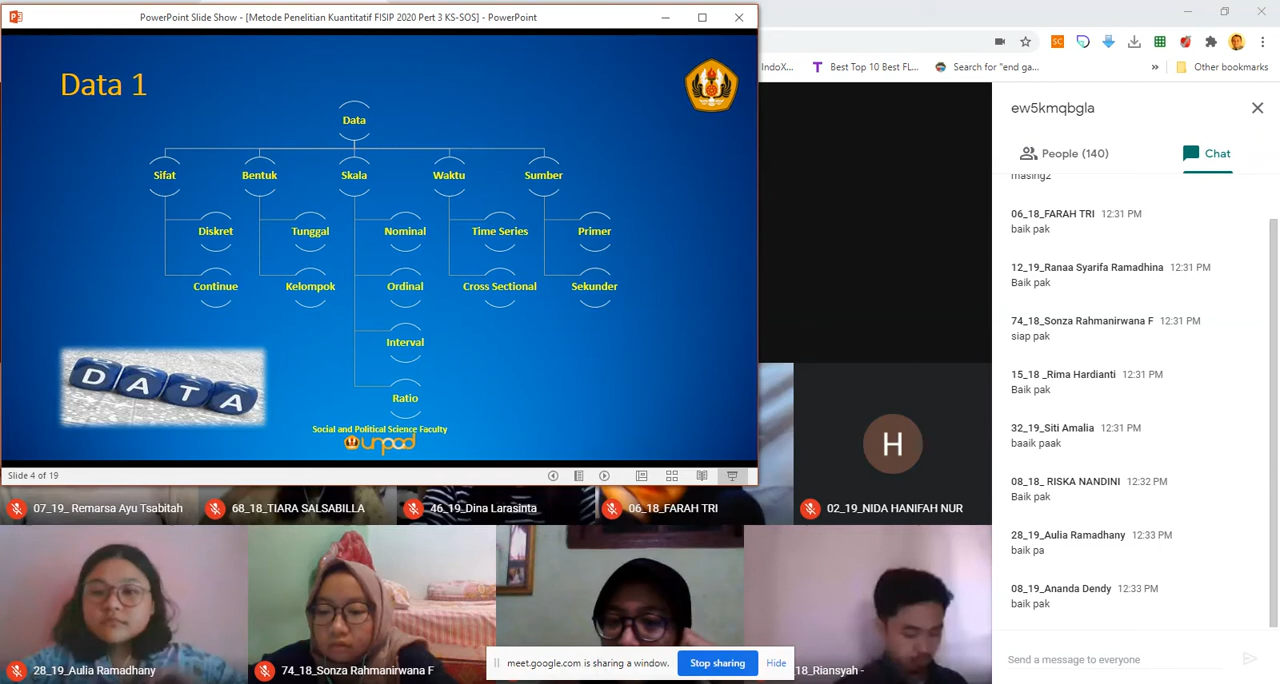 PowerPoint Slide Show - [Metode Penelitian Kuantitatif FISIP 2020 Pert 3 KS-SOS] - PowerPoint
Data 1
Data
Sifat
Bentuk
Skala
Waktu
Sumber
Diskret
Tunggal
Nominal
Time Series
Primer
Continue
Kelompok
Ordinal
Cross Sectional
Sekunder
Interval
Ratio
DATA
Social and Political Science Faculty
unpad
Slide 4 of 19
SC
IndoX...
T Best Top 10 Best FL...
Search for "end ga...
»
Other bookmarks
ew5kmqbgla
People (140)
Chat
masing2
06_18_FARAH TRI 12:31 PM
baik pak
12_19_Ranaa Syarifa Ramadhina 12:31 PM
Baik pak
74_18_Sonza Rahmanirwana F 12:31 PM
siap pak
15_18 _Rima Hardianti 12:31 PM
Baik pak
32_19_Siti Amalia 12:31 PM
baaik paak
08_18_ RISKA NANDINI 12:32 PM
Baik pak
28_19_Aulia Ramadhany 12:33 PM
baik pa
08_19_Ananda Dendy 12:33 PM
baik pak
Send a message to everyone
H
07_19_ Remarsa Ayu Tsabitah
68_18_TIARA SALSABILLA
46_19_Dina Larasinta
06_18_FARAH TRI
02_19_NIDA HANIFAH NUR
28_19_Aulia Ramadhany
74_18_Sonza Rahmanirwana F
meet.google.com is sharing a window.
Stop sharing
Hide
18_Riansyah -